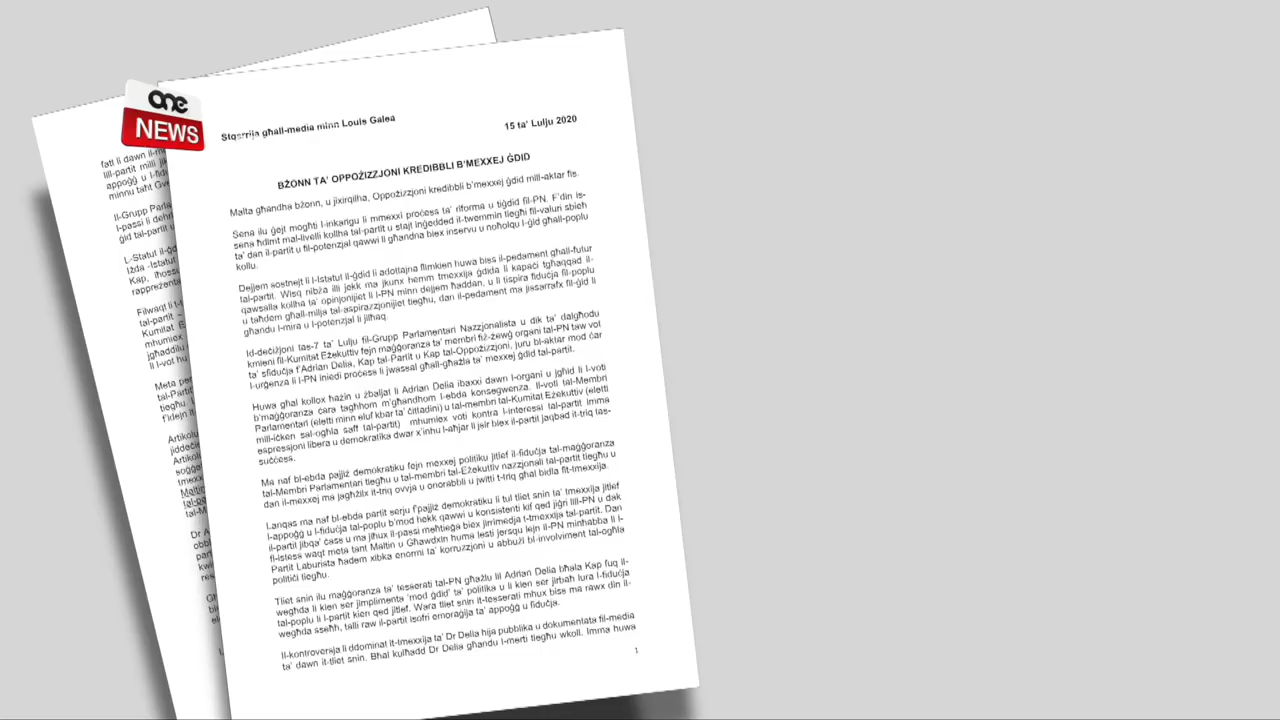 one
NEWS
Stqarrija għall-media minn Louis Galea
15 ta' Lulju 2020
BŻONN TA' OPPOŻIZZJONI KREDIBBLI B'MEXXEJ ĠDID
Malta għandha bżonn, u jixirqilha, Oppożizzjoni kredibbli b'mexxej ġdid mill-aktar fis.
Sena ilu ġejt mogħti l-inkarigu li mmexxi proċess ta' riforma u tiġdid fil-PN. F'din is-
sena ħdimt mal-livelli kollha tal-partit u stajt inġedded it-twemmin tiegħi fil-valuri sbieħ
ta' dan il-partit u fil-potenzjal qawwi li għandna biex inservu u noħolqu l-ġid għall-poplu
kollu.
Dejjem sostnejt li l-Istatut il-ġdid li adottajna flimkien huwa biss il-pedament għall-futur
tal-partit. Wisq nibża illi jekk ma jkunx hemm tmexxija ġdida li kapaċi tgħaqqad il-
qawsalla kollha ta' opinjonijiet li l-PN minn dejjem ħaddan, u li tispira fiduċja fil-poplu
u taħdem għall-milja tal-aspirazzjonijiet tiegħu, dan il-pedament ma jissarrafx fil-ġid li
għandu l-mira u l-potenzjal li jilħaq.
Id-deċiżjoni tas-7 ta' Lulju fil-Grupp Parlamentari Nazzjonalista u dik ta' dalgħodu
kmieni fil-Kumitat Eżekuttiv fejn maġġoranza ta' membri fiż-żewġ organi tal-PN taw vot
ta' sfiduċja f'Adrian Delia, Kap tal-Partit u Kap tal-Oppożizzjoni, juru bl-aktar mod ċar
l-urġenza li l-PN iniedi proċess li jwassal għall-għażla ta' mexxej ġdid tal-partit.
Huwa għal kollox ħażin u żbaljat li Adrian Delia ibaxxi dawn l-organi u jgħid li l-voti
b'maġġoranza ċara tagħhom m'għandhom l-ebda konsegwenza. Il-voti tal-Membri
Parlamentari (eletti minn eluf kbar ta' ċittadini) u tal-membri tal-Kumitat Eżekuttiv (eletti
mill-iċken sal-ogħla saff tal-partit) mhumiex voti kontra l-interessi tal-partit imma
espressjoni libera u demokratika dwar x'inhu l-aħjar li jsir biex il-partit jaqbad it-triq tas-
suċċess.
Ma naf bl-ebda pajjiż demokratiku fejn mexxej politiku jitlef il-fiduċja tal-maġġoranza
tal-Membri Parlamentari tiegħu u tal-membri tal-Eżekuttiv nazzjonali tal-partit tiegħu u
dan il-mexxej ma jagħżilx it-triq ovvja u onorabbli u jwitti t-triq għal bidla fit-tmexxija.
Lanqas ma naf bl-ebda partit serju f'pajjiż demokratiku li tul tliet snin ta' tmexxija jitlef
l-appoġġ u l-fiduċja tal-poplu b'mod hekk qawwi u konsistenti kif qed jiġri lill-PN u dak
il-partit jibqa' ċass u ma jiħux il-passi meħtieġa biex jirrimedja t-tmexxija tal-partit. Dan
fl-istess waqt meta tant Maltin u Għawdxin huma lesti jersqu lejn il-PN minħabba li l-
Partit Laburista ħadem xibka enormi ta' korruzzjoni u abbużi bl-involviment tal-ogħla
politiċi tiegħu.
Tliet snin ilu maġġoranza ta' tesserati tal-PN għażlu lil Adrian Delia bħala Kap fuq il-
wegħda li kien ser jimplimenta 'mod ġdid' ta' politika u li kien ser jirbaħ lura l-fiduċja
tal-poplu li l-partit kien qed jitlef. Wara tliet snin it-tesserati mhux biss ma rawx din il-
wegħda sseħħ, talli raw il-partit isofri emoraġija ta' appoġġ u fiduċja.
Il-kontroversja li ddominat it-tmexxija ta' Dr Delia hija pubblika u dokumentata fil-media
ta' dawn it-tliet snin. Bħal kulħadd Dr Delia għandu l-merti tiegħu wkoll. Imma huwa
1